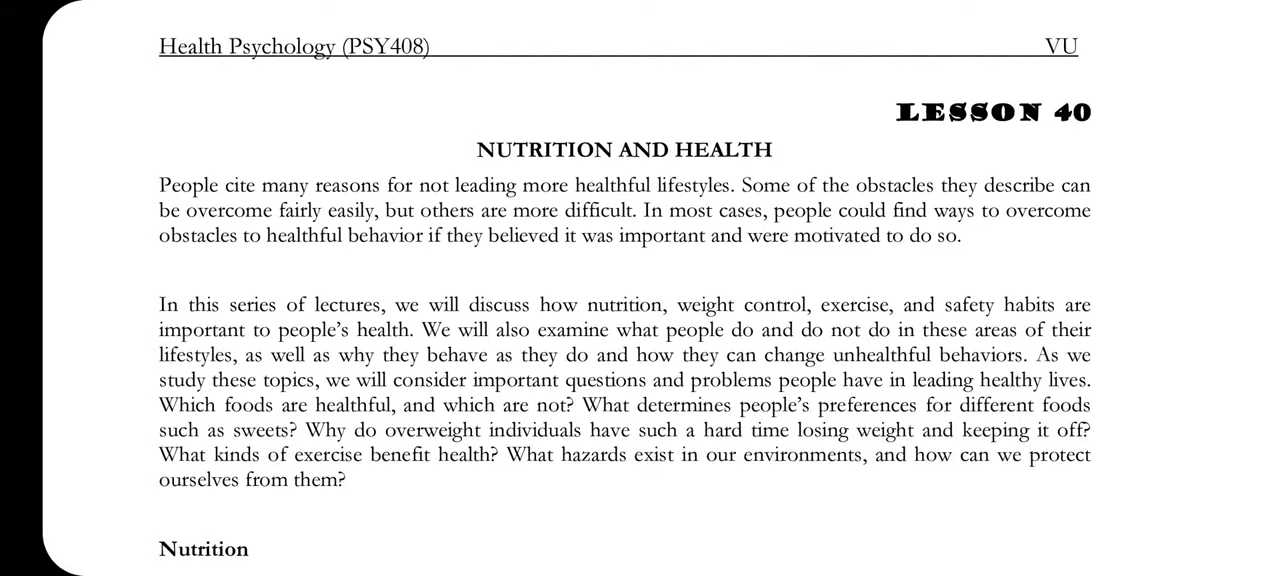 Health Psychology (PSY408) VU
LESSON 40
NUTRITION AND HEALTH
People cite many reasons for not leading more healthful lifestyles. Some of the obstacles they describe can
be overcome fairly easily, but others are more difficult. In most cases, people could find ways to overcome
obstacles to healthful behavior if they believed it was important and were motivated to do so.
In this series of lectures, we will discuss how nutrition, weight control, exercise, and safety habits are
important to people’s health. We will also examine what people do and do not do in these areas of their
lifestyles, as well as why they behave as they do and how they can change unhealthful behaviors. As we
study these topics, we will consider important questions and problems people have in leading healthy lives.
Which foods are healthful, and which are not? What determines people’s preferences for different foods
such as sweets? Why do overweight individuals have such a hard time losing weight and keeping it off?
What kinds of exercise benefit health? What hazards exist in our environments, and how can we protect
ourselves from them?
Nutrition